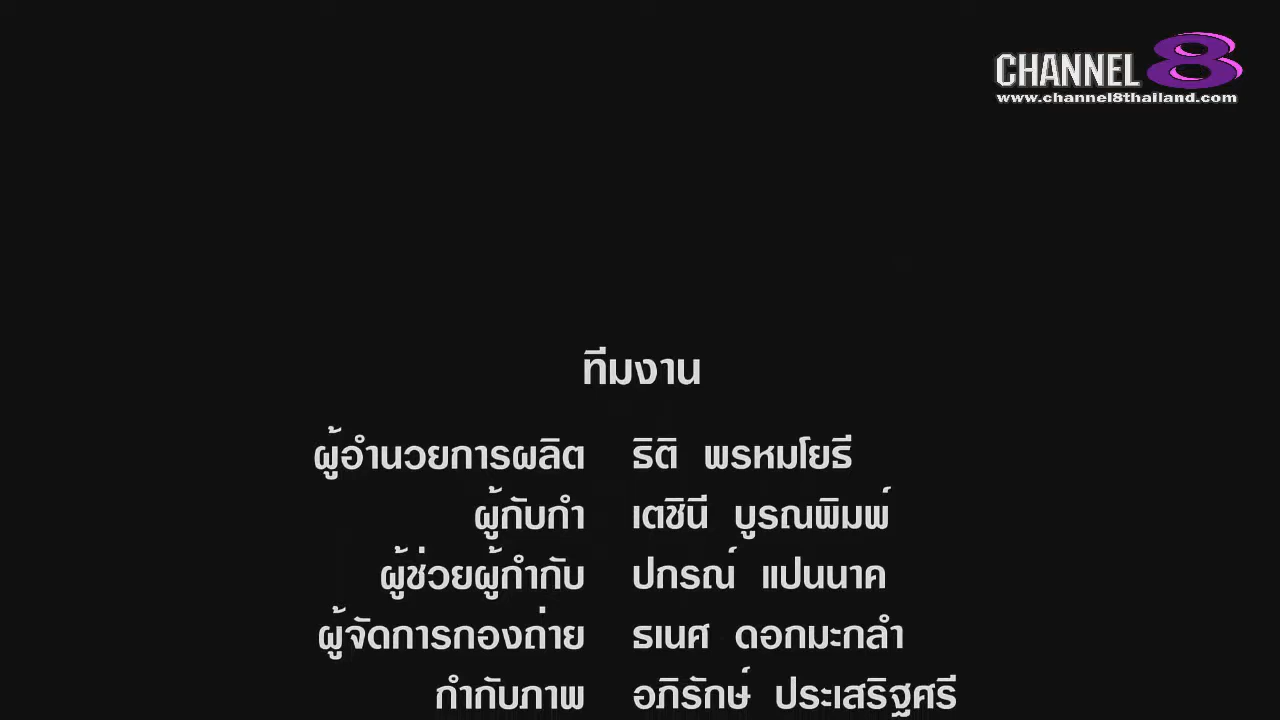 CHANNEL 8
www.channel8thailand.com
ทีมงาน
ผู้อำนวยการผลิต ธิติ พรหมโยธี
ผู้กับกำ เตชินี บูรณพิมพ์
ผู้ช่วยผู้กำกับ ปกรณ์ แปนนาค
ผู้จัดการกองถ่าย ธเนศ ดอกมะกลำ
กำกับภาพ อภิรักษ์ ประเสริฐศรี